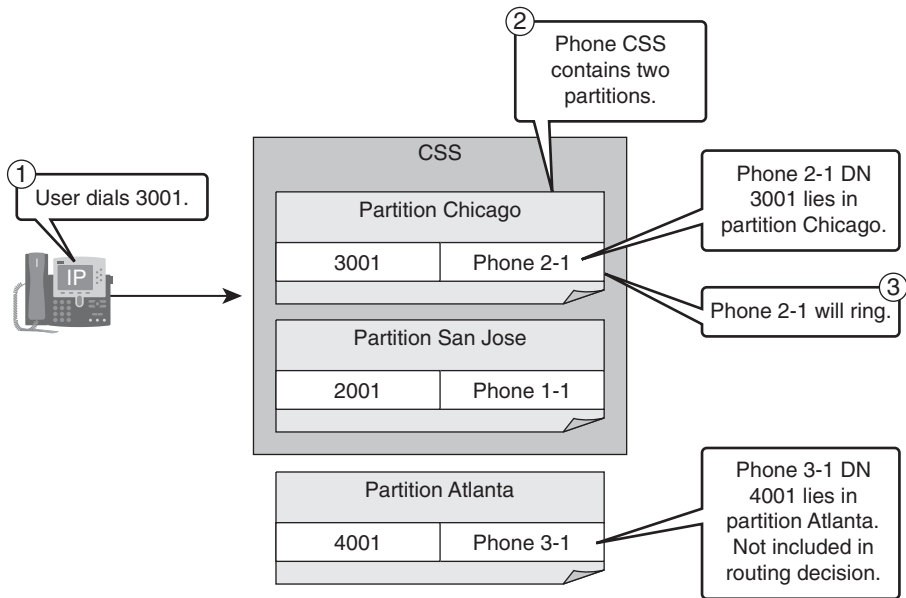 2
Phone CSS
contains two
partitions.
CSS
1
User dials 3001.
IP
Partition Chicago
3001 Phone 2-1
Phone 2-1 DN
3001 lies in
partition Chicago.
3
Phone 2-1 will ring.
Partition San Jose
2001 Phone 1-1
Partition Atlanta
4001 Phone 3-1
Phone 3-1 DN
4001 lies in
partition Atlanta.
Not included in
routing decision.